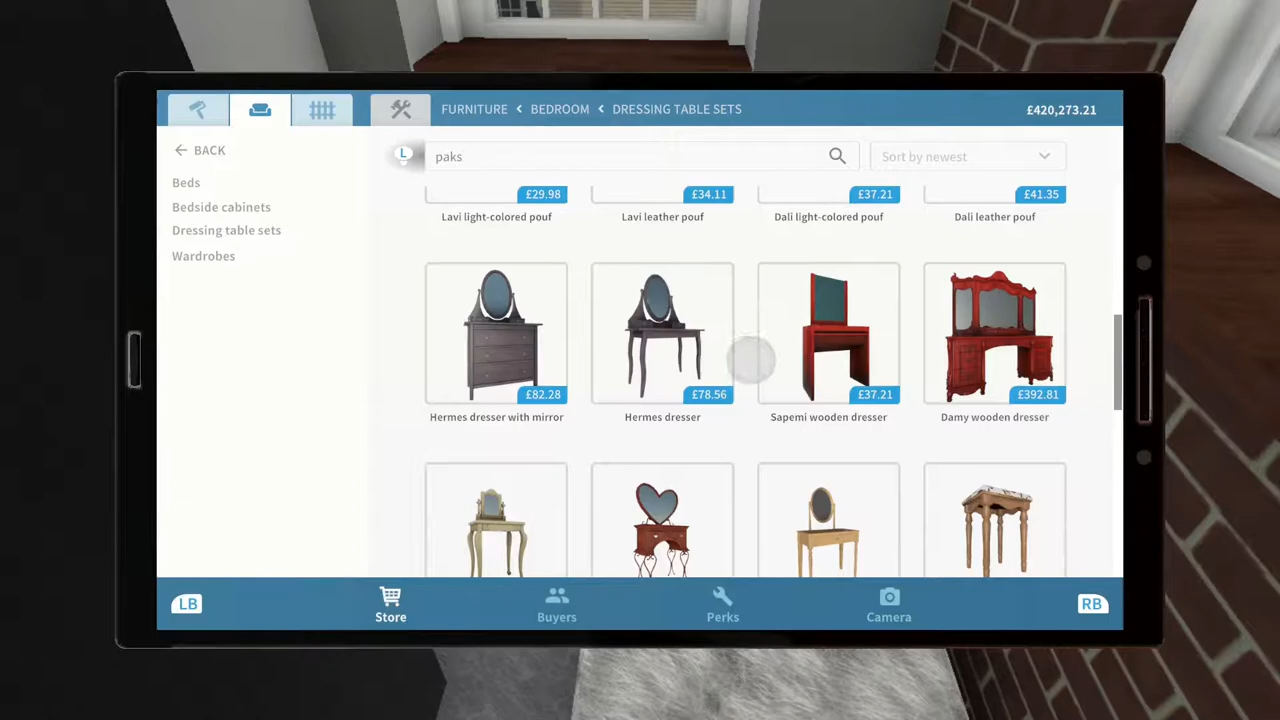 FURNITURE < BEDROOM < DRESSING TABLE SETS
£420,273.21
BACK
L
paks
Sort by newest
Beds
Bedside cabinets
Dressing table sets
Wardrobes
£29.98
£34.11
£37.21
£41.35
Lavi light-colored pouf
Lavi leather pouf
Dali light-colored pouf
Dali leather pouf
£82.28
£78.56
£37.21
£392.81
Hermes dresser with mirror
Hermes dresser
Sapemi wooden dresser
Damy wooden dresser
LB
Store
Buyers
Perks
Camera
RB